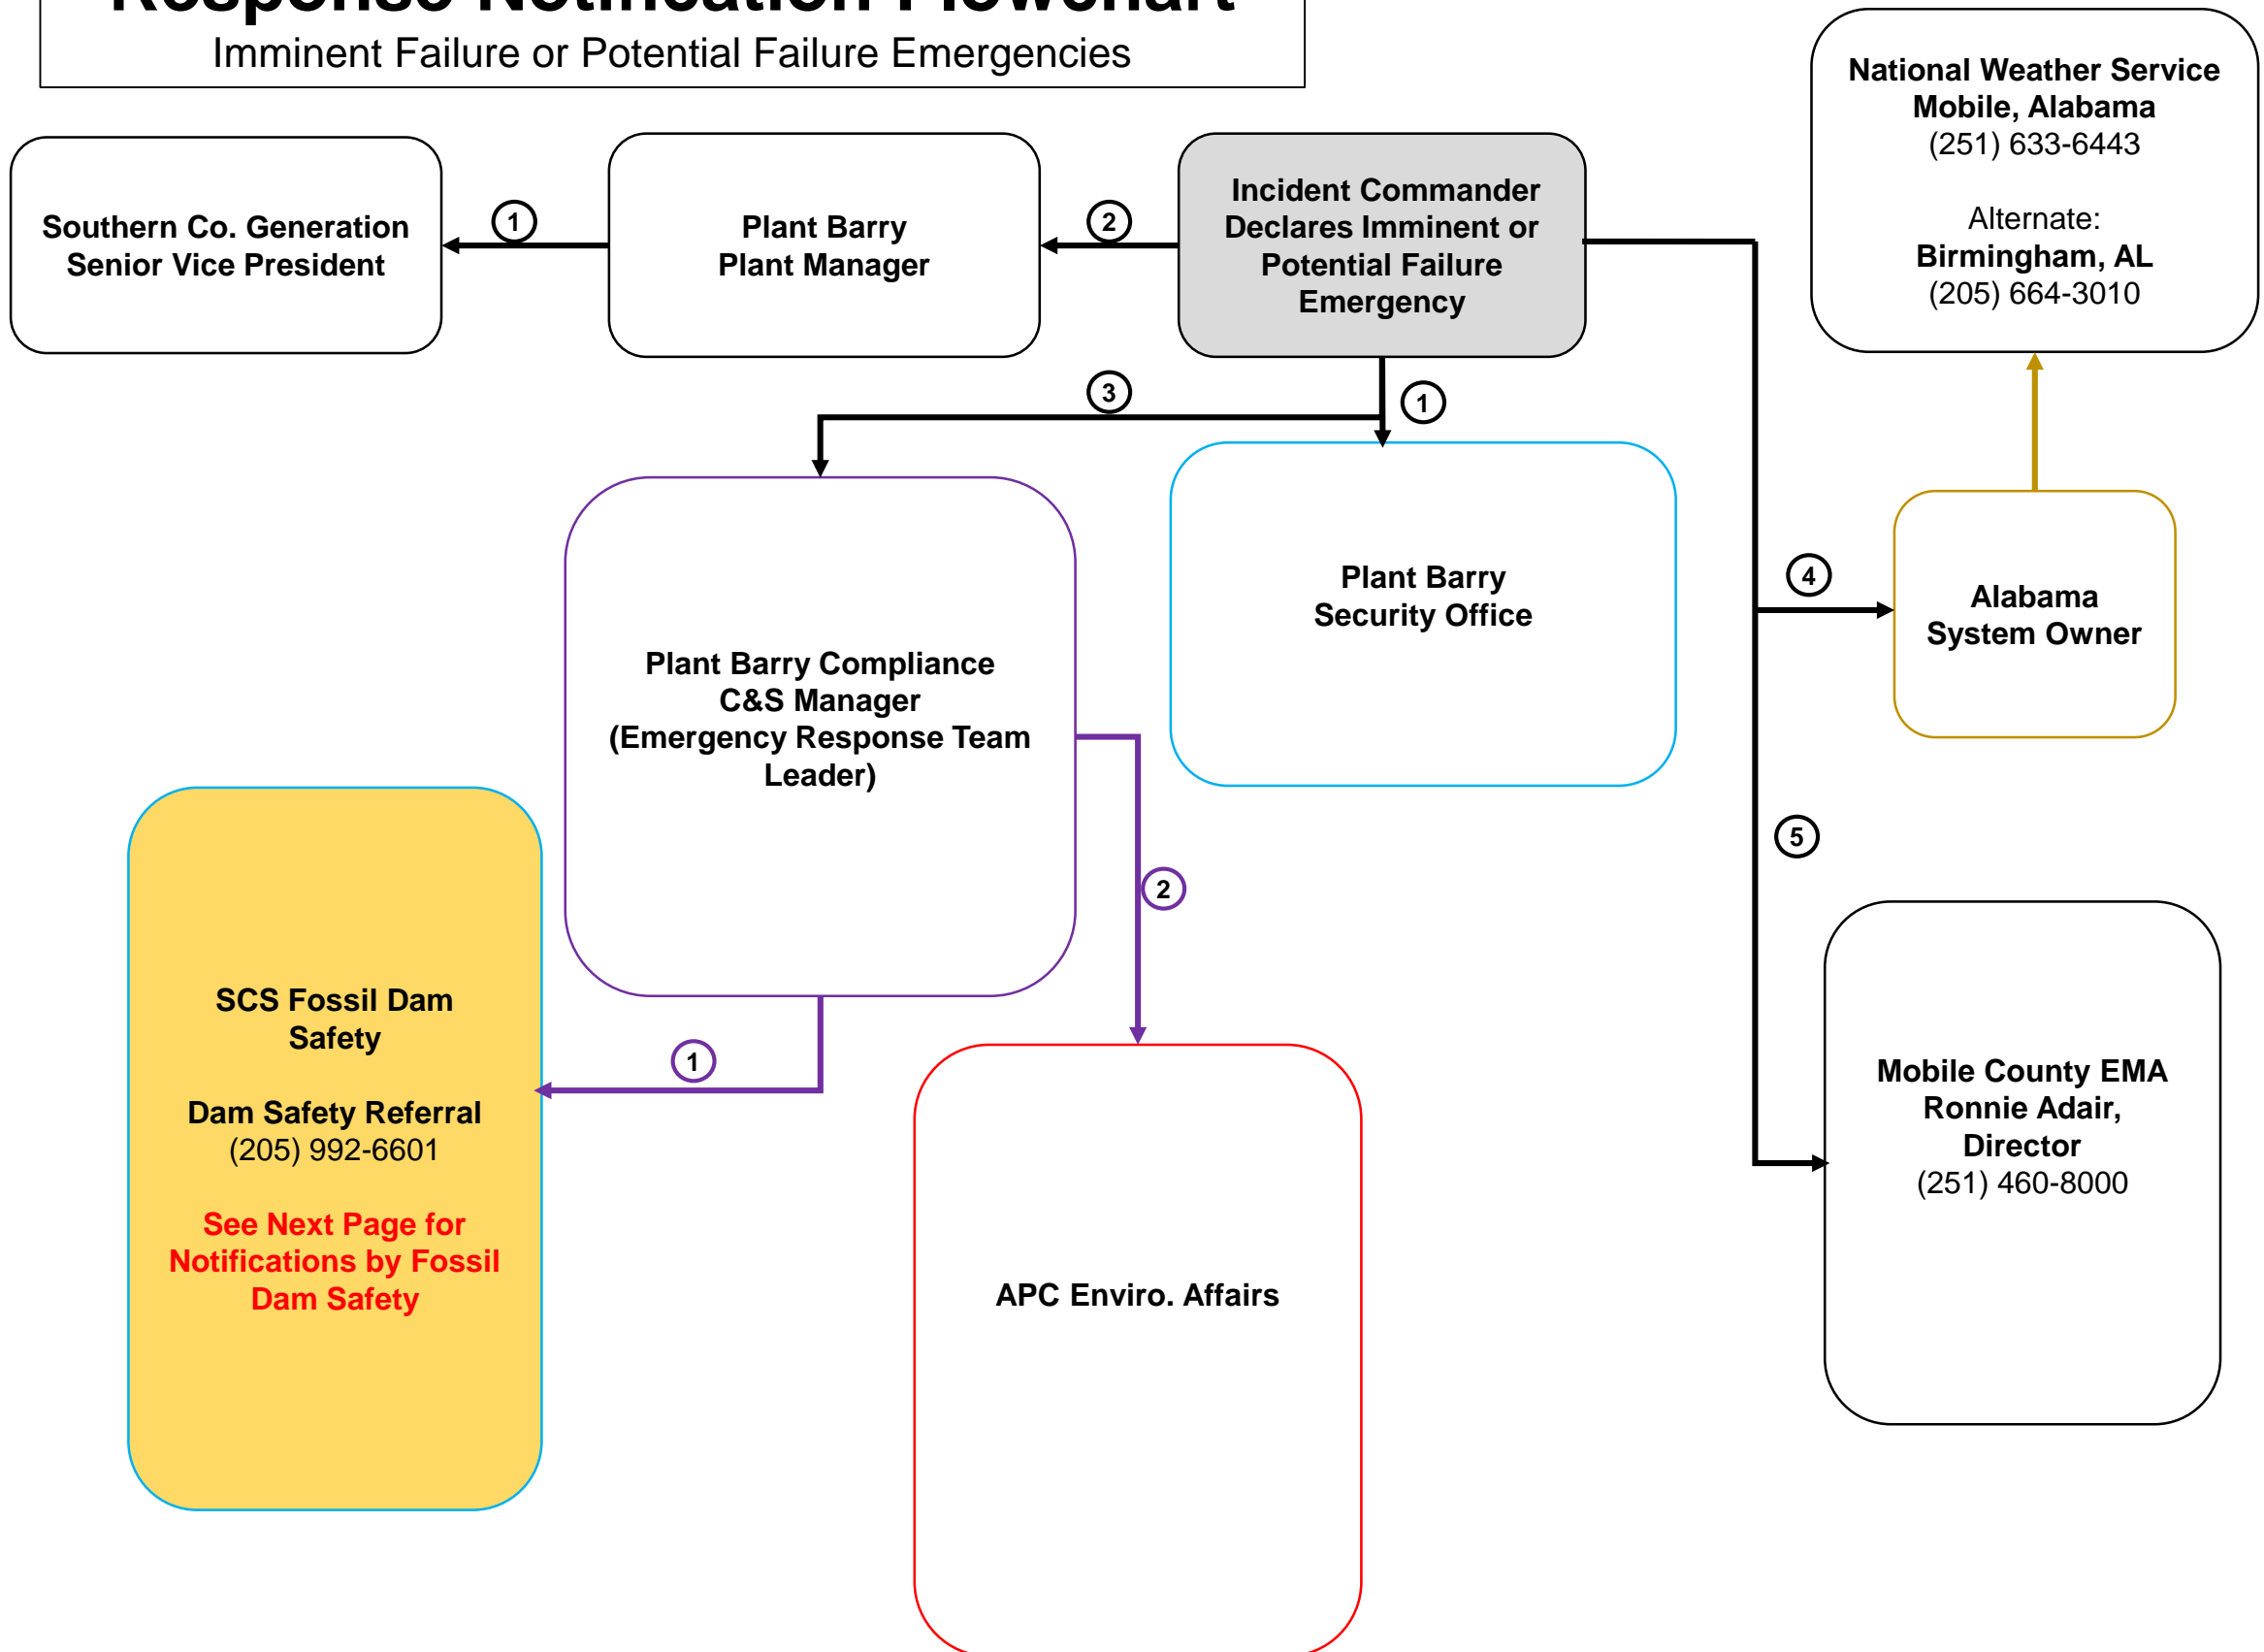 Response Notification Flowchart
Imminent Failure or Potential Failure Emergencies
National Weather Service
Mobile, Alabama
(251) 633-6443
Alternate:
Birmingham, AL
(205) 664-3010
Southern Co. Generation
Senior Vice President
1
Plant Barry
Plant Manager
2
Incident Commander
Declares Imminent or
Potential Failure
Emergency
3
1
Plant Barry
Security Office
4
Alabama
System Owner
Plant Barry Compliance
C&S Manager
(Emergency Response Team
Leader)
5
2
1
SCS Fossil Dam
Safety
Dam Safety Referral
(205) 992-6601
See Next Page for
Notifications by Fossil
Dam Safety
APC Enviro. Affairs
Mobile County EMA
Ronnie Adair,
Director
(251) 460-8000